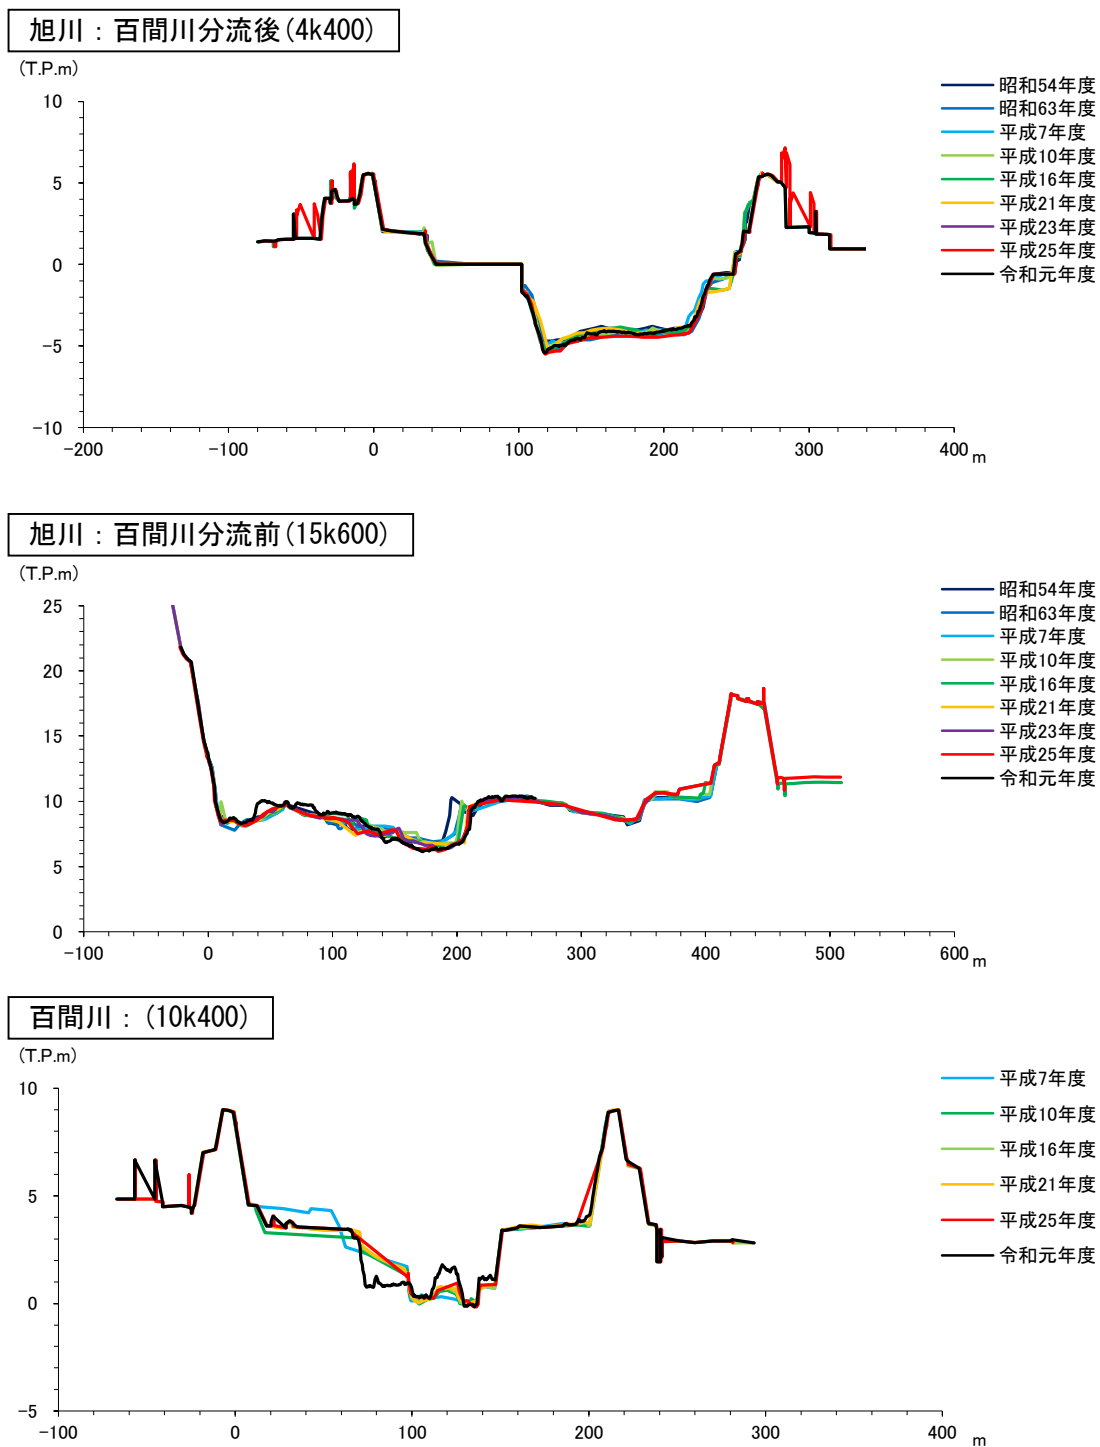 旭川：百間川分流後(4k400)
(T.P.m)
昭和54年度
昭和63年度
平成7年度
平成10年度
平成16年度
平成21年度
平成23年度
平成25年度
令和元年度
10
5
0
-5
-10
-200 -100 0 100 200 300 400 m
旭川：百間川分流前(15k600)
(T.P.m)
昭和54年度
昭和63年度
平成7年度
平成10年度
平成16年度
平成21年度
平成23年度
平成25年度
令和元年度
25
20
15
10
5
0
-100 0 100 200 300 400 500 600 m
百間川：(10k400)
(T.P.m)
平成7年度
平成10年度
平成16年度
平成21年度
平成25年度
令和元年度
10
5
0
-5
-100 0 100 200 300 400 m